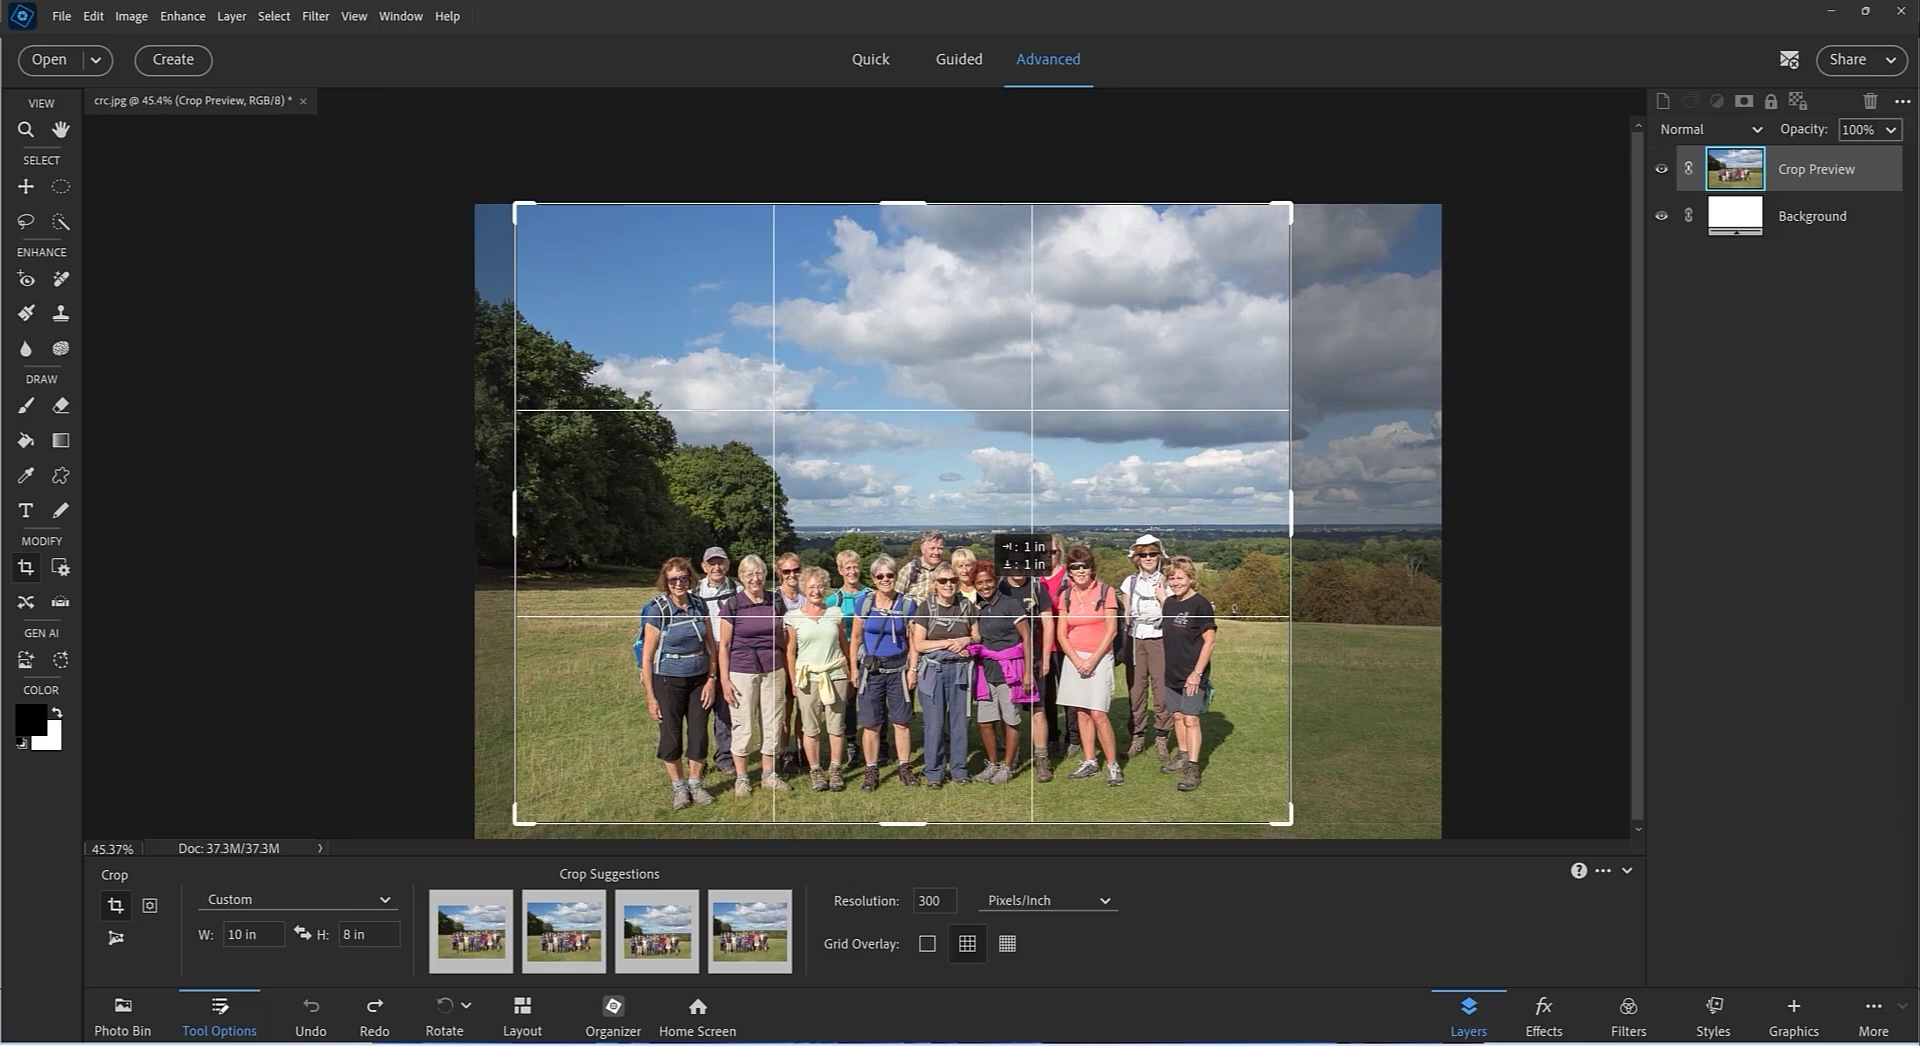 File Edit Image Enhance Layer Select Filter View Window Help
Open Create Quick Guided Advanced Share
VIEW
crc.jpg @ 45.4% (Crop Preview, RGB/8) *
SELECT
ENHANCE
DRAW
MODIFY
GEN AI
COLOR
Normal Opacity: 100%
Crop Preview
Background
: 1 in
: 1 in
45.37% Doc: 37.3M/37.3M
Crop
Custom
W: 10 in H: 8 in
Crop Suggestions
Resolution: 300 Pixels/Inch
Grid Overlay:
Photo Bin Tool Options Undo Redo Rotate Layout Organizer Home Screen Layers Effects Filters Styles Graphics More